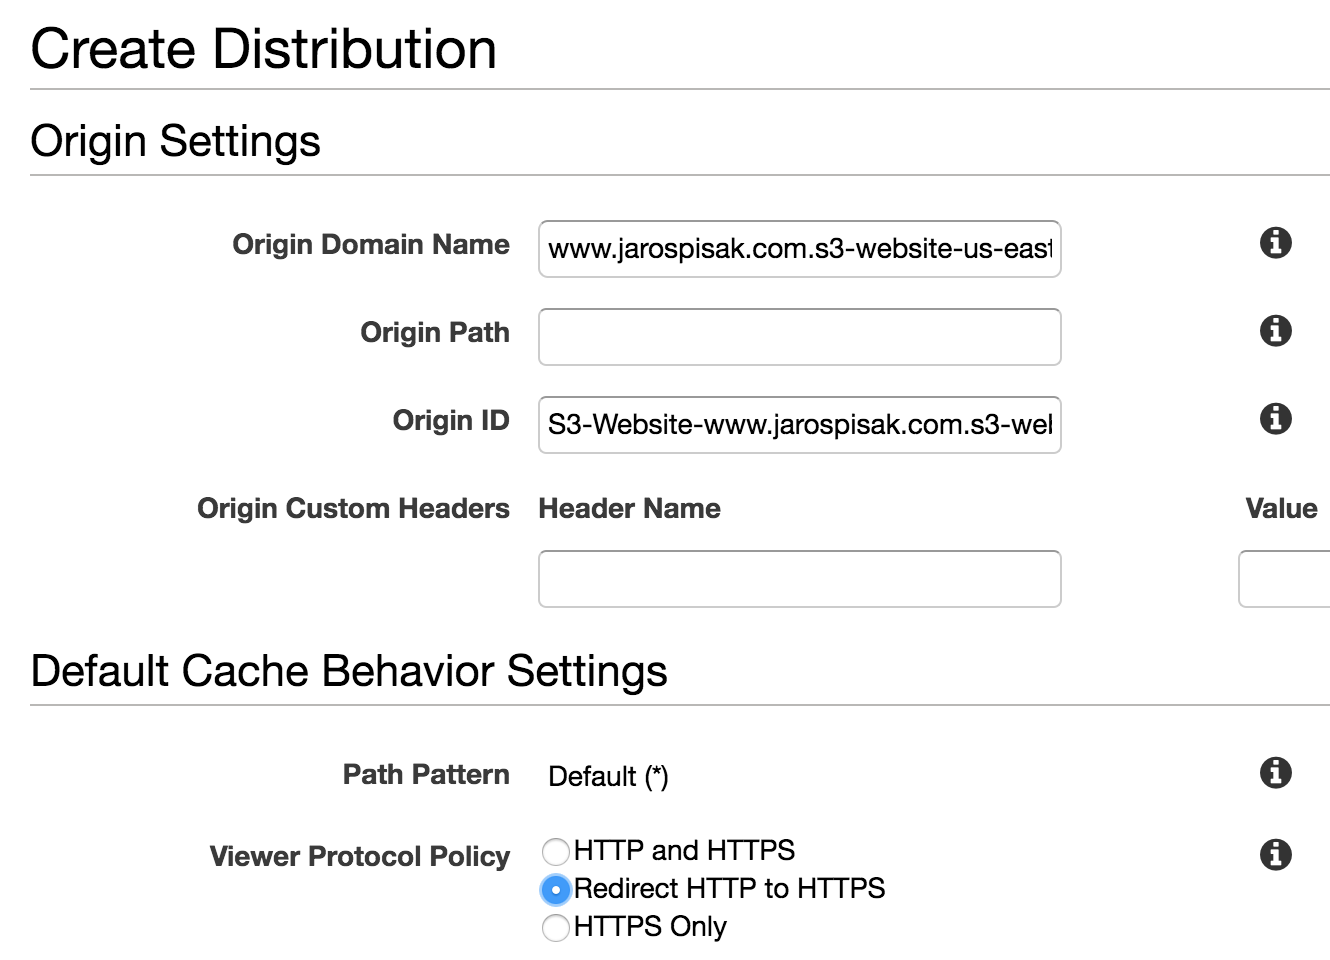 Create Distribution
Origin Settings
Origin Domain Name www.jarospisak.com.s3-website-us-east
Origin Path
Origin ID S3-Website-www.jarospisak.com.s3-wel
Origin Custom Headers Header Name Value
Default Cache Behavior Settings
Path Pattern Default (*)
Viewer Protocol Policy HTTP and HTTPS
Redirect HTTP to HTTPS
HTTPS Only